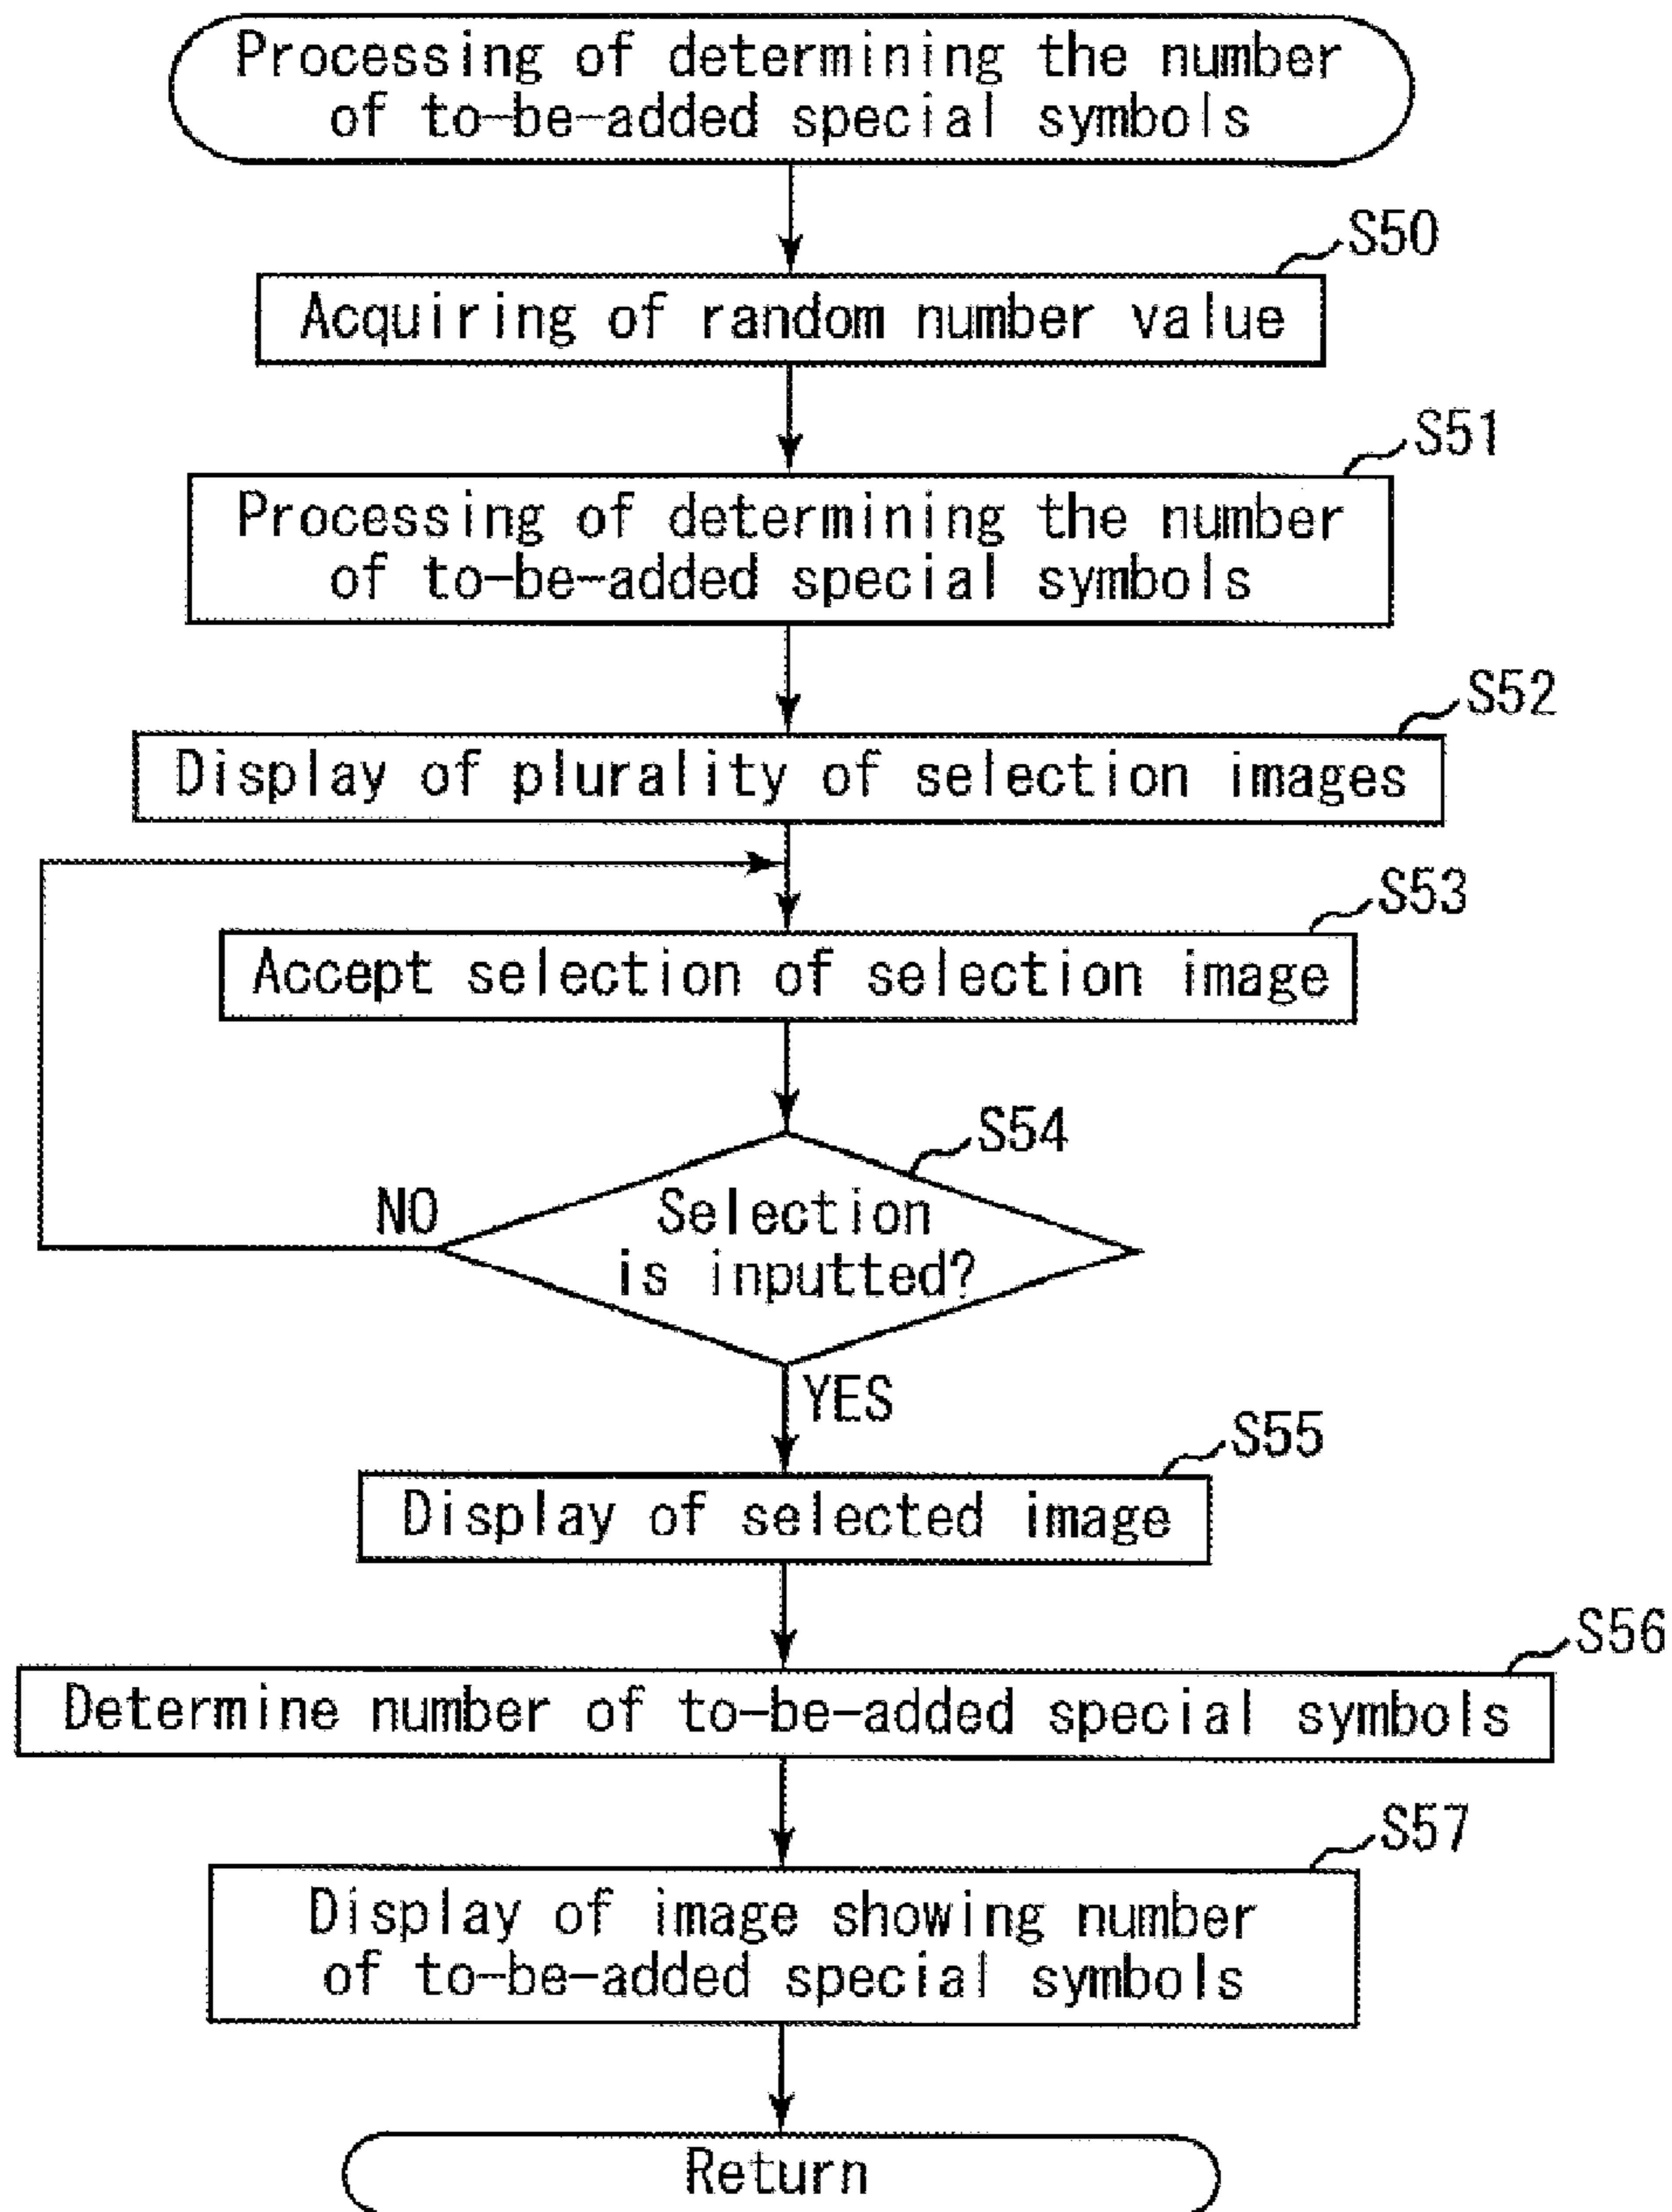 Processing of determining the number
of to-be-added special symbols
S50
Acquiring of random number value
S51
Processing of determining the number
of to-be-added special symbols
S52
Display of plurality of selection images
S53
Accept selection of selection image
S54
NO
Selection
is inputted?
YES
S55
Display of selected image
S56
Determine number of to-be-added special symbols
S57
Display of image showing number
of to-be-added special symbols
Return